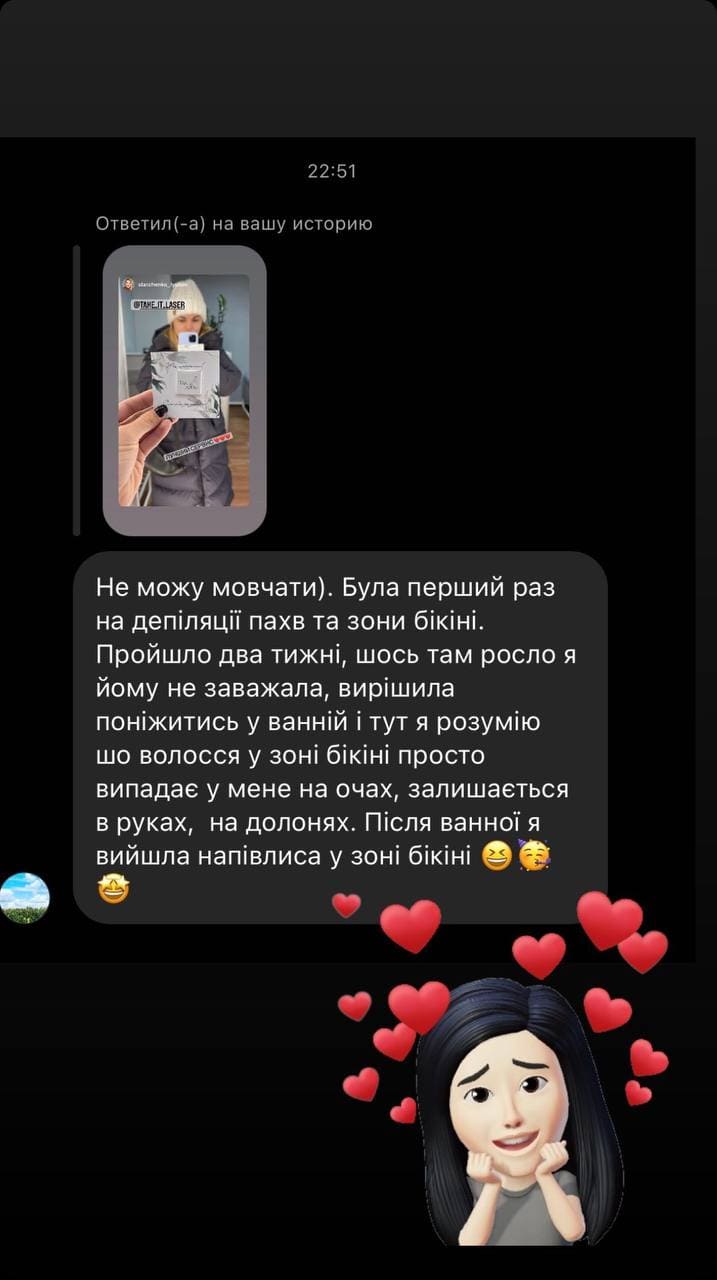 22:51
Ответил(-а) на вашу историю
@TAKE.IT.LASER
ЛУЧШИЙ СЕРВИС
Не можу мовчати). Була перший раз
на депіляції пахв та зони бікіні.
Пройшло два тижні, шось там росло я
йому не заважала, вирішила
поніжитись у ванній і тут я розумію
шо волосся у зоні бікіні просто
випадає у мене на очах, залишається
в руках,  на долонях. Після ванної я
вийшла напівлиса у зоні бікіні 😆🥳
🤩